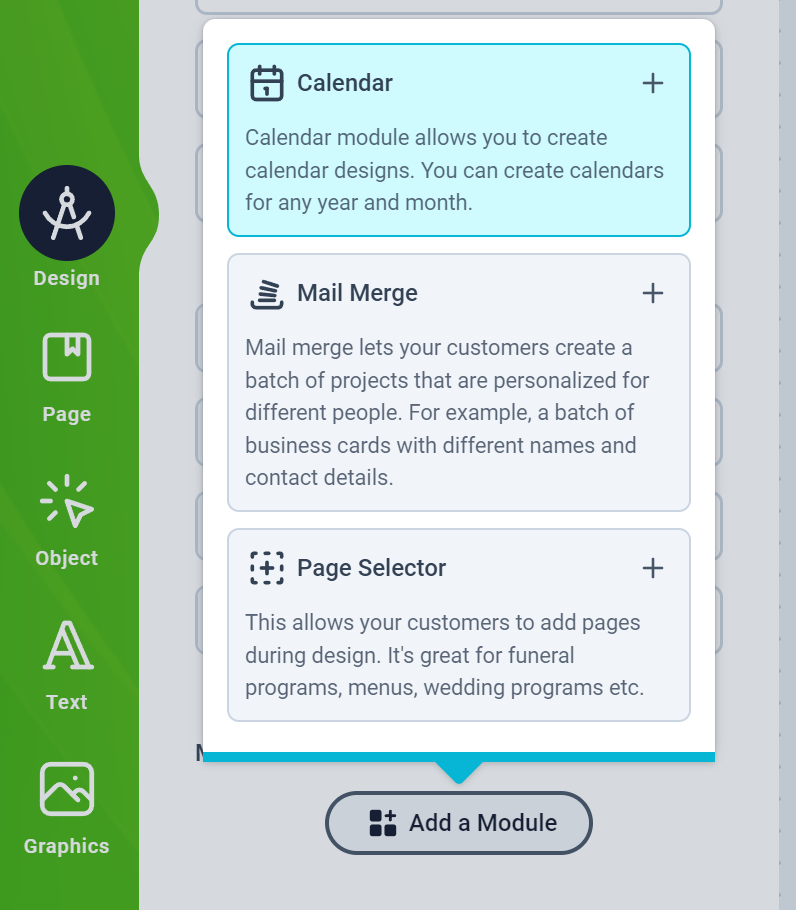 Calendar
Calendar module allows you to create
calendar designs. You can create calendars
for any year and month.
Mail Merge
Mail merge lets your customers create a
batch of projects that are personalized for
different people. For example, a batch of
business cards with different names and
contact details.
Page Selector
This allows your customers to add pages
during design. It's great for funeral
programs, menus, wedding programs etc.
Add a Module
Design
Page
Object
Text
Graphics